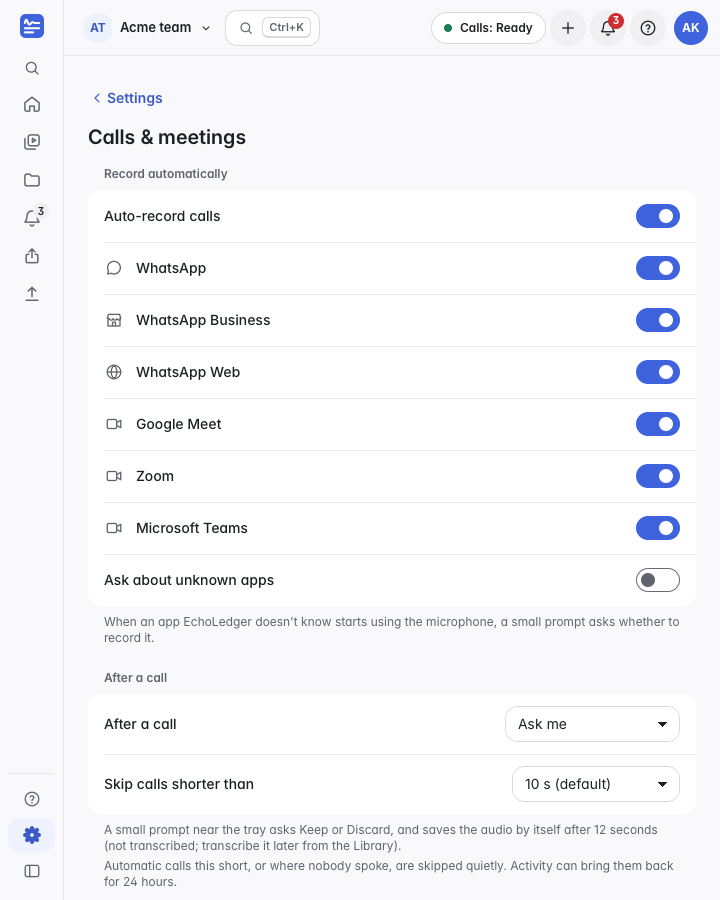 AT Acme team Ctrl+K Calls: Ready 3 AK
Settings
Calls & meetings
Record automatically
Auto-record calls
WhatsApp
3
WhatsApp Business
WhatsApp Web
Google Meet
Zoom
Microsoft Teams
Ask about unknown apps
When an app EchoLedger doesn't know starts using the microphone, a small prompt asks whether to
record it.
After a call
After a call Ask me
Skip calls shorter than 10 s (default)
A small prompt near the tray asks Keep or Discard, and saves the audio by itself after 12 seconds
(not transcribed; transcribe it later from the Library).
Automatic calls this short, or where nobody spoke, are skipped quietly. Activity can bring them back
for 24 hours.